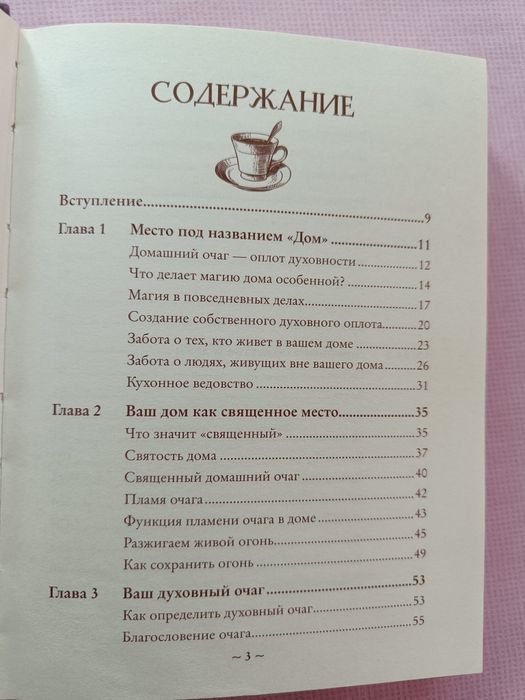 СОДЕРЖАНИЕ
Вступление........ 9
Глава 1 Место под названием «Дом» ........ 11
Домашний очаг — оплот духовности ........ 12
Что делает магию дома особенной? ........ 14
Магия в повседневных делах ........ 17
Создание собственного духовного оплота ........ 20
Забота о тех, кто живет в вашем доме ........ 23
Забота о людях, живущих вне вашего дома ........ 26
Кухонное ведовство ........ 31
Глава 2 Ваш дом как священное место ........ 35
Что значит «священный» ........ 35
Святость дома ........ 37
Священный домашний очаг ........ 40
Пламя очага ........ 42
Функция пламени очага в доме ........ 43
Разжигаем живой огонь ........ 45
Как сохранить огонь ........ 49
Глава 3 Ваш духовный очаг ........ 53
Как определить духовный очаг ........ 53
Благословение очага ........ 55
~ 3 ~